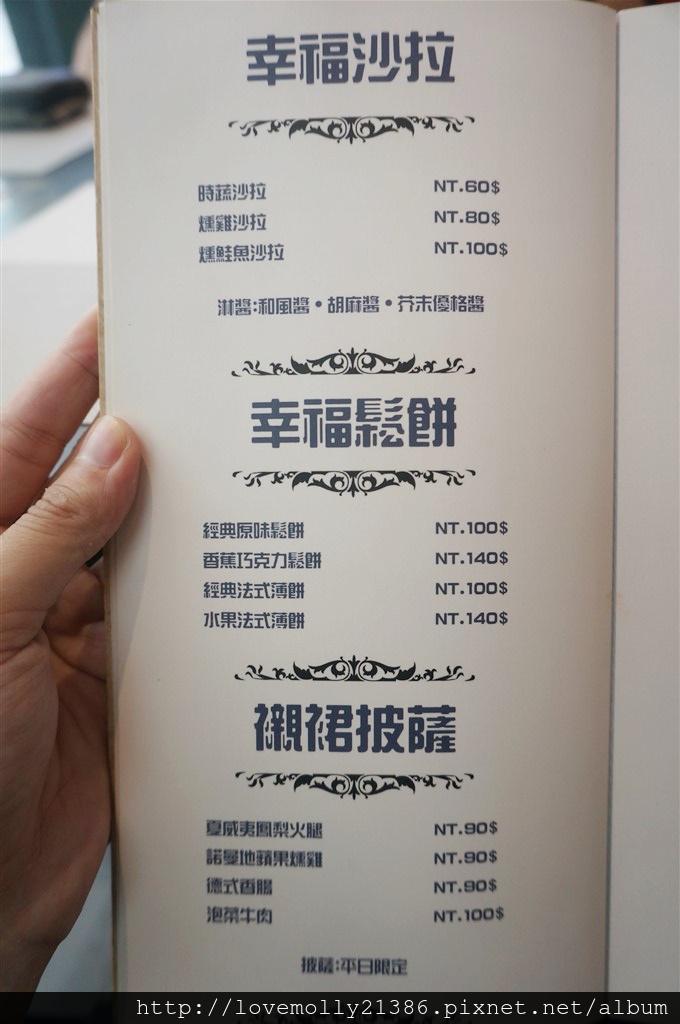 幸福沙拉
時蔬沙拉 NT.60$
燻雞沙拉 NT.80$
燻鮭魚沙拉 NT.100$
淋醬:和風醬•胡麻醬•芥末優格醬
幸福鬆餅
經典原味鬆餅 NT.100$
香蕉巧克力鬆餅 NT.140$
經典法式薄餅 NT.100$
水果法式薄餅 NT.140$
襯裙披薩
夏威夷鳳梨火腿 NT.90$
諾曼地蘋果燻雞 NT.90$
德式香腸 NT.90$
泡菜牛肉 NT.100$
披薩:平日限定
http://lovemolly21386.pixnet.net/album